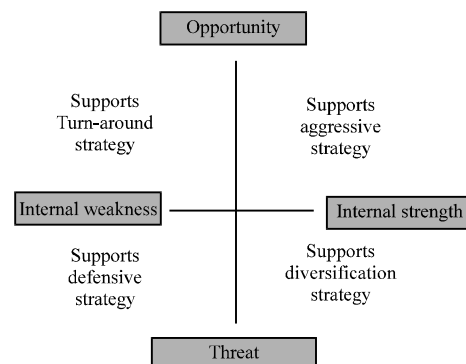 Opportunity
Supports
Turn-around
strategy
Supports
aggressive
strategy
Internal weakness
Internal strength
Supports
defensive
strategy
Supports
diversification
strategy
Threat